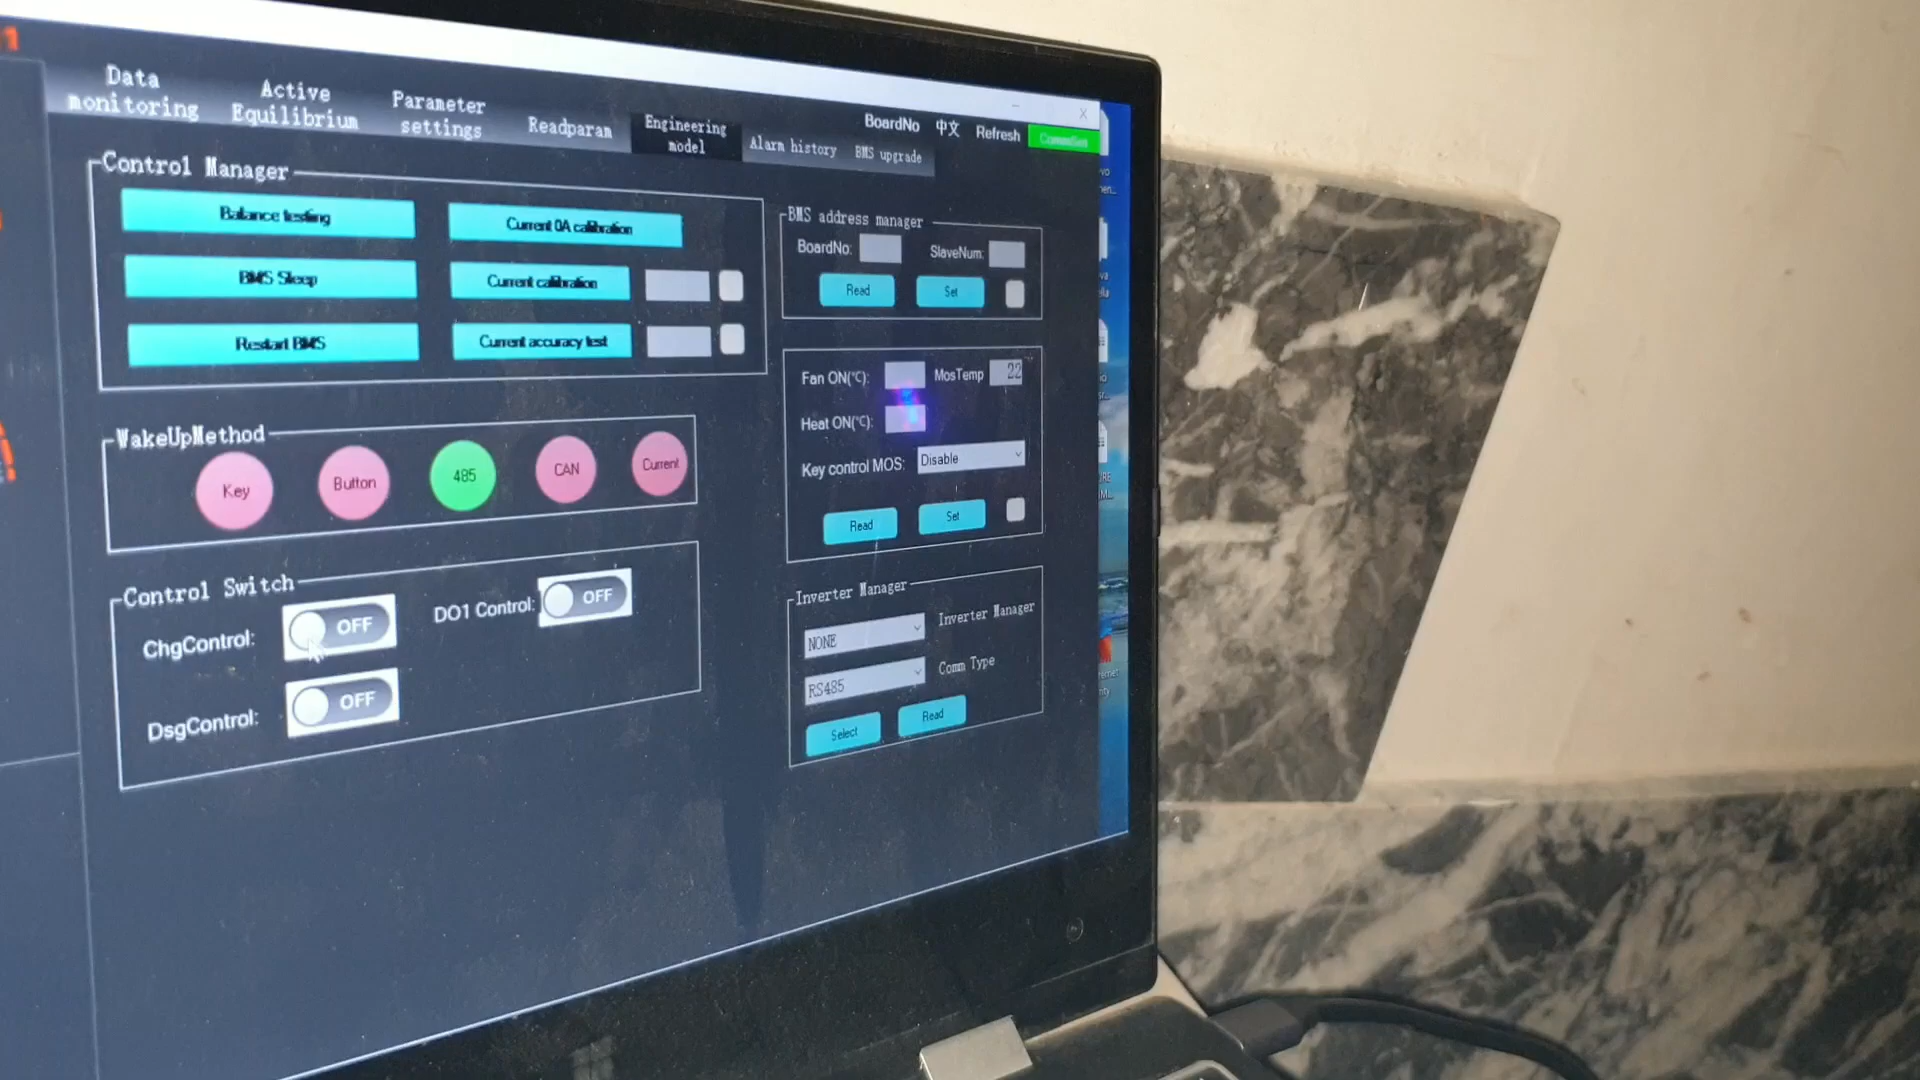 Data
monitoring
Active
Equilibrium
Parameter
settings
Readparam
Engineering
model
Alarm history
BMS upgrade
BoardNo
中文
Refresh
Control Manager
Balance testing
Current 0A calibration
BMS Sleep
Current calibration
Restart BMS
Current accuracy test
BMS address manager
BoardNo:
SlaveNum:
Read
Set
Fan ON(℃):
MosTemp
22
Heat ON(℃):
Key control MOS:
Disable
Read
Set
WakeUpMethod
Key
Button
485
CAN
Current
Control Switch
ChgControl:
OFF
DO1 Control:
OFF
DsgControl:
OFF
Inverter Manager
NONE
Inverter Manager
RS485
Comm Type
Select
Read